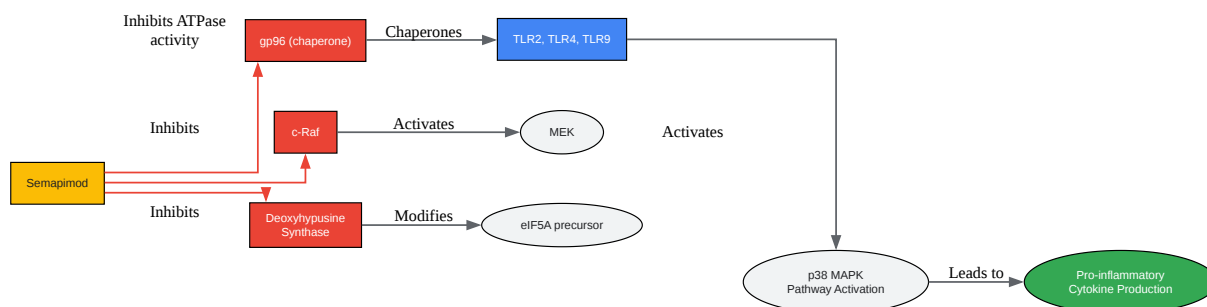 Inhibits ATPase
activity
gp96 (chaperone)
Chaperones
TLR2, TLR4, TLR9
Inhibits
c-Raf
Activates
MEK
Activates
Semapimod
Inhibits
Deoxyhypusine
Synthase
Modifies
eIF5A precursor
p38 MAPK
Pathway Activation
Leads to
Pro-inflammatory
Cytokine Production